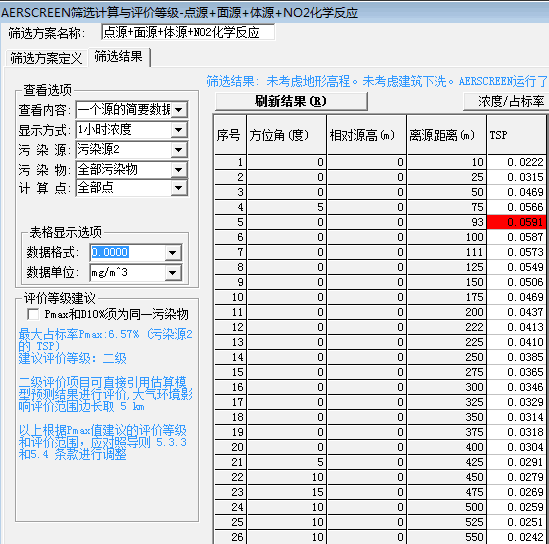 AERSCREEN筛选计算与评价等级-点源+面源+体源+NO2化学反应
筛选方案名称: 点源+面源+体源+NO2化学反应
筛选方案定义 筛选结果
查看选项
查看内容: 一个源的简要数据
显示方式: 1小时浓度
污 染 源: 污染源2
污 染 物: 全部污染物
计 算 点: 全部点
表格显示选项
数据格式: 0.0000
数据单位: mg/m^3
评价等级建议
Pmax和D10%须为同一污染物
最大占标率Pmax:6.57% (污染源2
的 TSP)
建议评价等级: 二级
二级评价项目可直接引用估算模
型预测结果进行评价,大气环境影
响评价范围边长取 5 km
以上根据Pmax值建议的评价等级
和评价范围，应对照导则 5.3.3
和5.4 条款进行调整
筛选结果: 未考虑地形高程。未考虑建筑下洗。AERSCREEN运行了
刷新结果(R) 浓度/占标率
序号 方位角(度) 相对源高(m) 离源距离(m) TSP
1 0 0 10 0.0222
2 0 0 25 0.0315
3 0 0 50 0.0469
4 5 0 75 0.0566
5 0 0 93 0.0591
6 0 0 100 0.0587
7 0 0 111 0.0573
8 0 0 125 0.0549
9 0 0 150 0.0506
10 0 0 175 0.0469
11 0 0 200 0.0437
12 0 0 222 0.0413
13 0 0 225 0.0410
14 0 0 250 0.0385
15 0 0 275 0.0365
16 0 0 300 0.0346
17 0 0 325 0.0329
18 0 0 350 0.0314
19 0 0 375 0.0318
20 0 0 400 0.0304
21 5 0 425 0.0291
22 10 0 450 0.0279
23 15 0 475 0.0269
24 10 0 500 0.0259
25 10 0 525 0.0251
26 10 0 550 0.0242